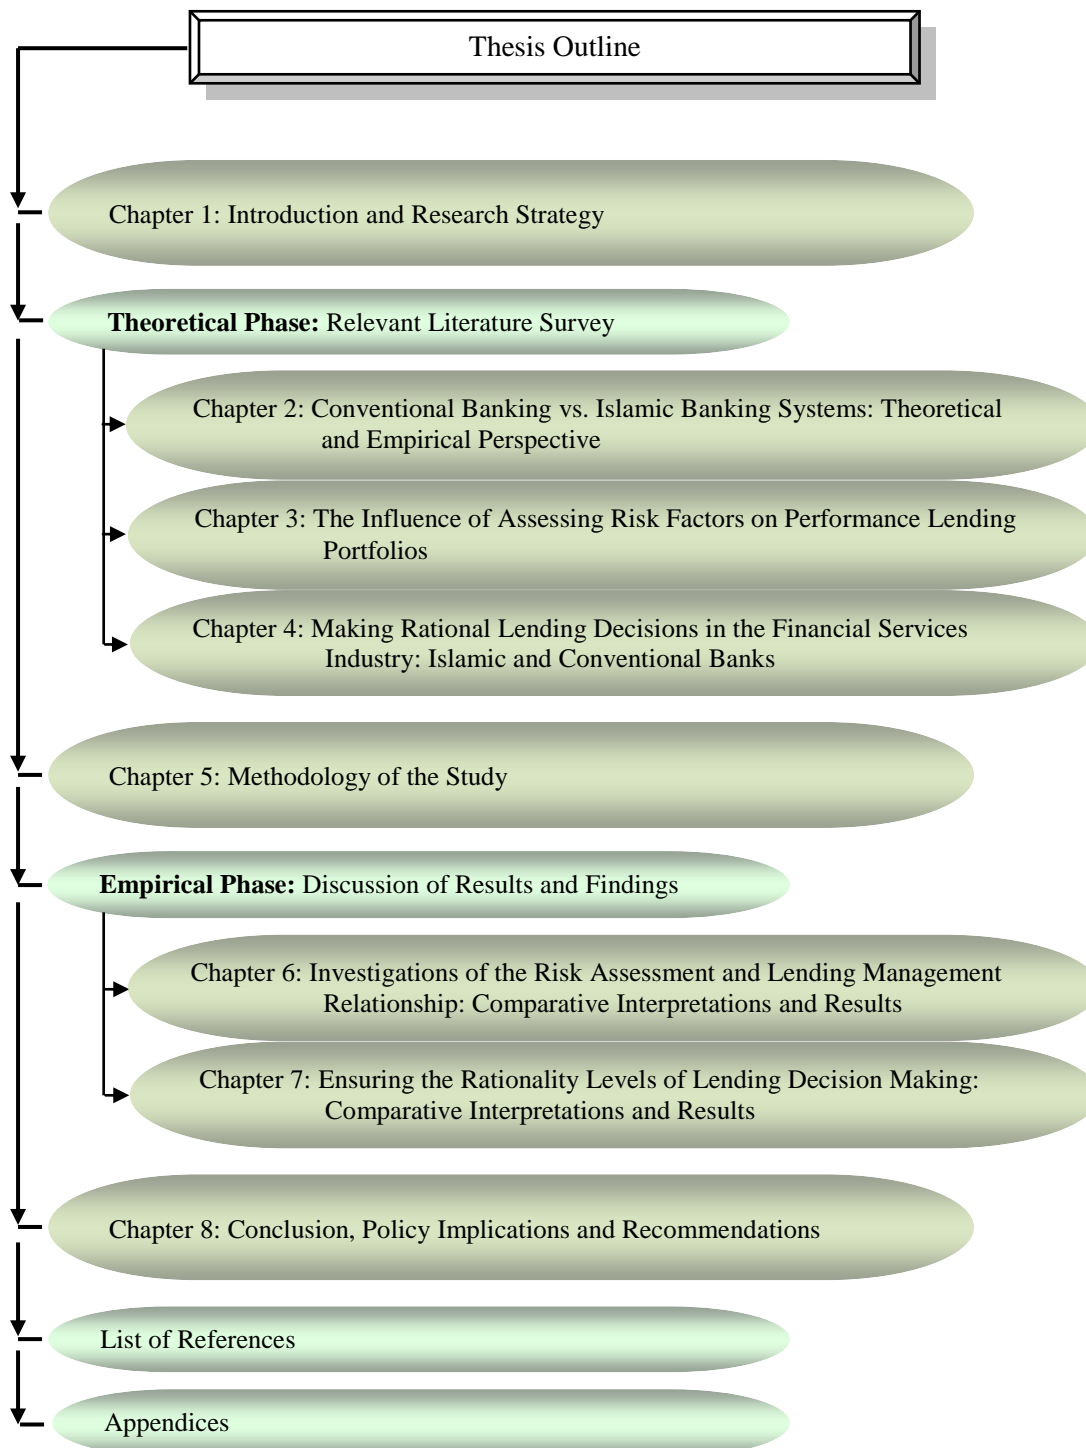 Thesis Outline
Chapter 1: Introduction and Research Strategy
Theoretical Phase: Relevant Literature Survey
Chapter 2: Conventional Banking vs. Islamic Banking Systems: Theoretical
and Empirical Perspective
Chapter 3: The Influence of Assessing Risk Factors on Performance Lending
Portfolios
Chapter 4: Making Rational Lending Decisions in the Financial Services
Industry: Islamic and Conventional Banks
Chapter 5: Methodology of the Study
Empirical Phase: Discussion of Results and Findings
Chapter 6: Investigations of the Risk Assessment and Lending Management
Relationship: Comparative Interpretations and Results
Chapter 7: Ensuring the Rationality Levels of Lending Decision Making:
Comparative Interpretations and Results
Chapter 8: Conclusion, Policy Implications and Recommendations
List of References
Appendices